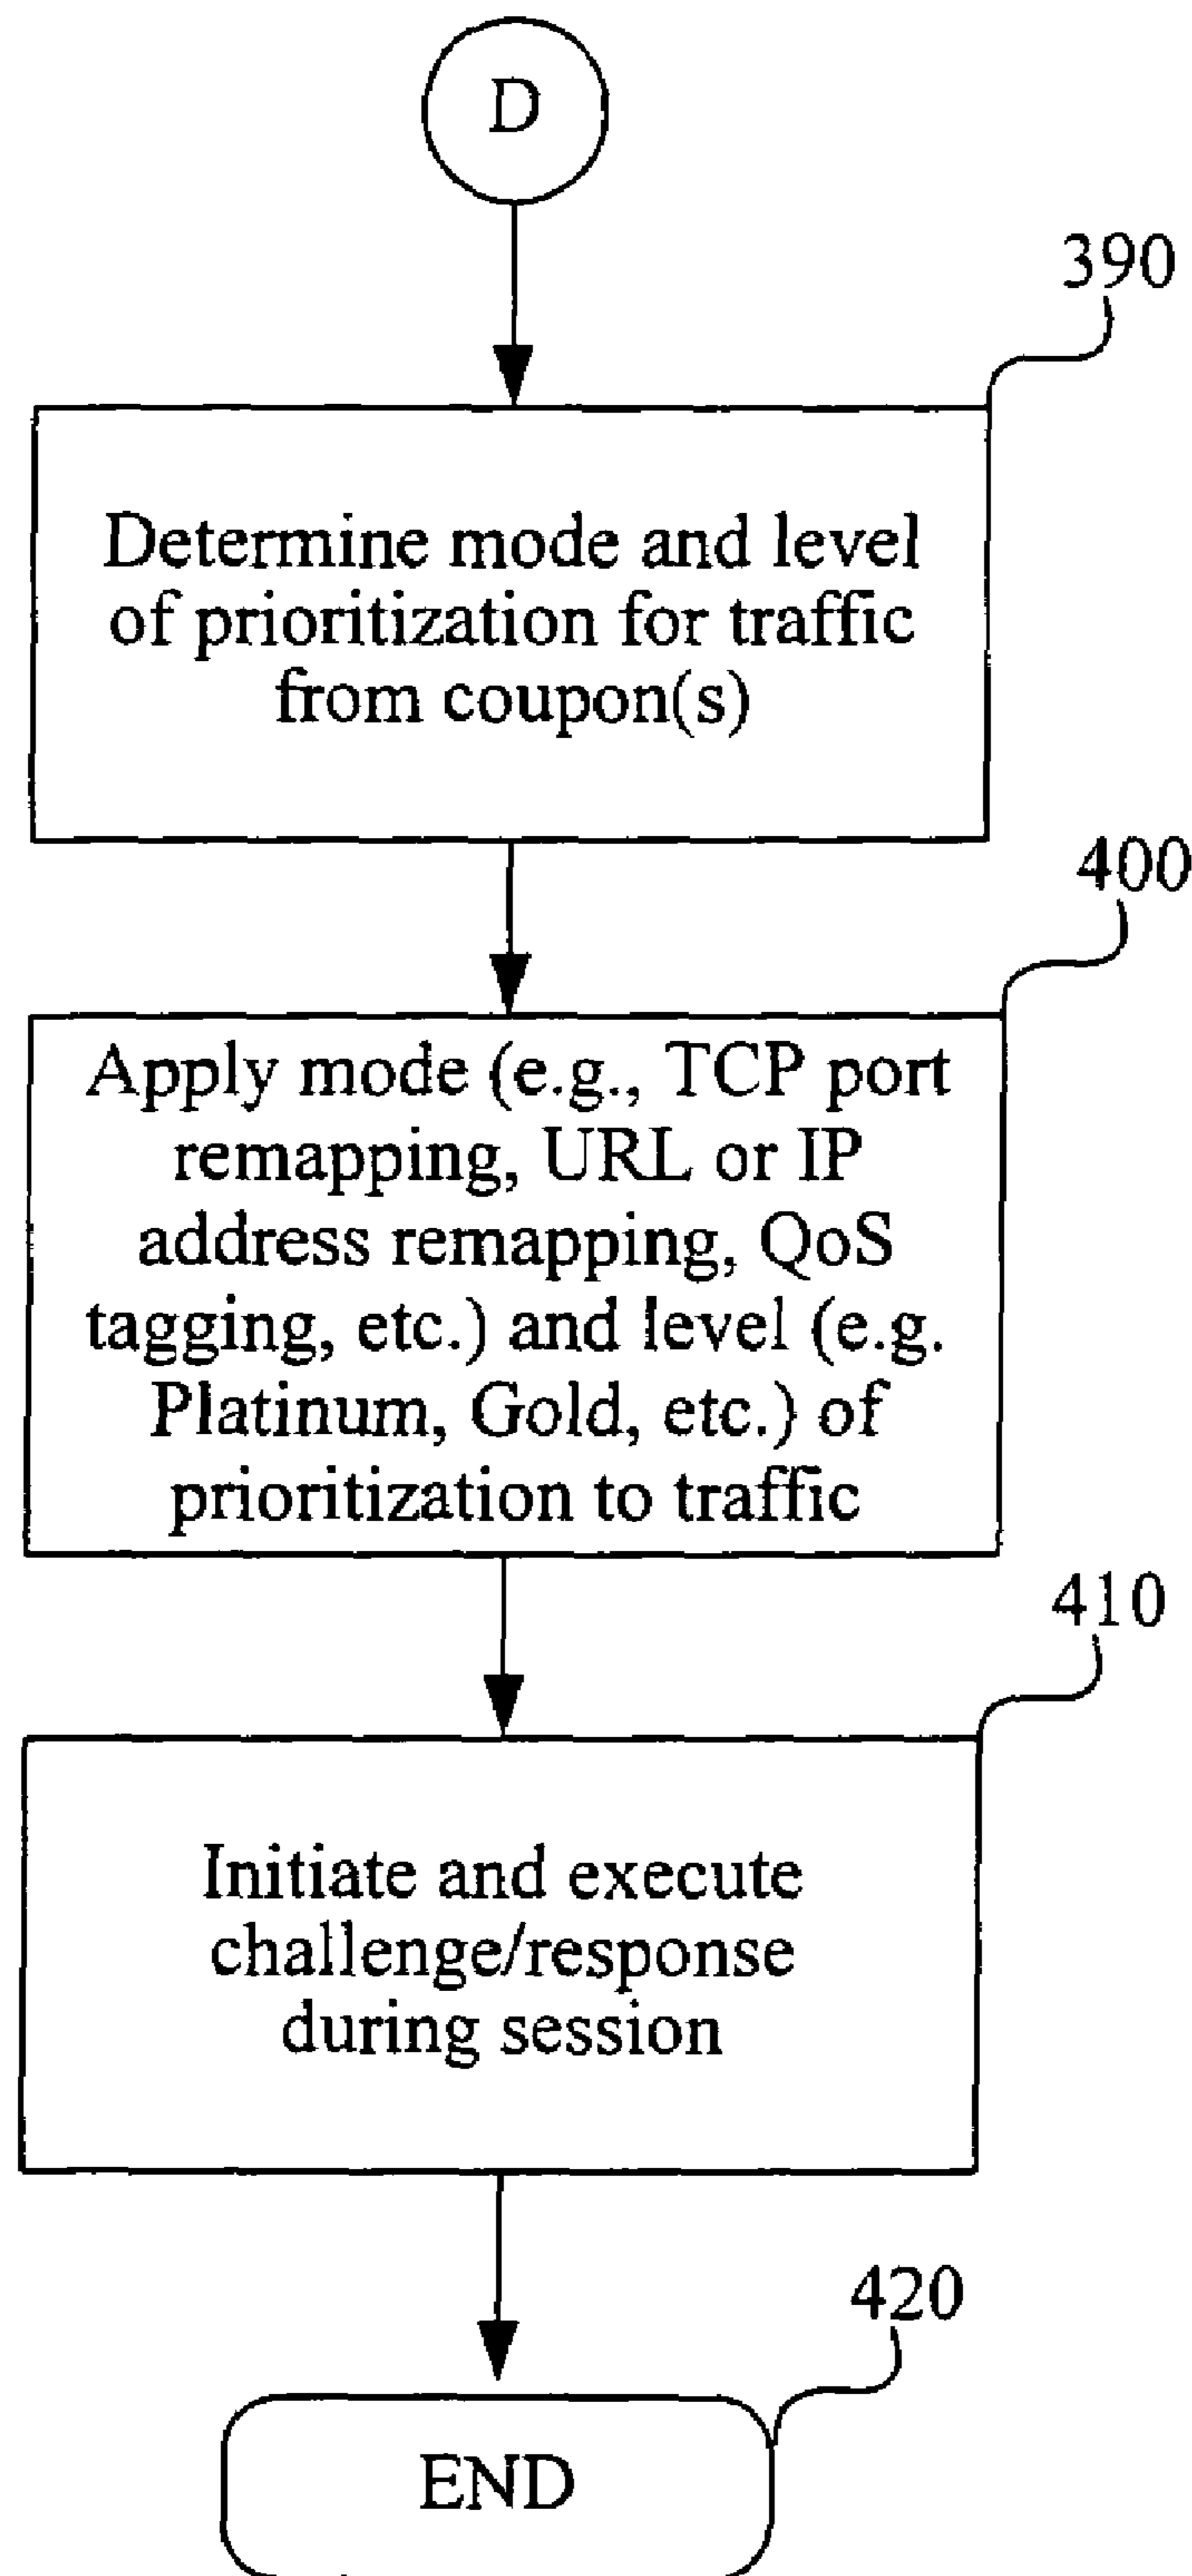 D
390
Determine mode and level
of prioritization for traffic
from coupon(s)
400
Apply mode (e.g., TCP port
remapping, URL or IP
address remapping, QoS
tagging, etc.) and level (e.g.
Platinum, Gold, etc.) of
prioritization to traffic
410
Initiate and execute
challenge/response
during session
420
END